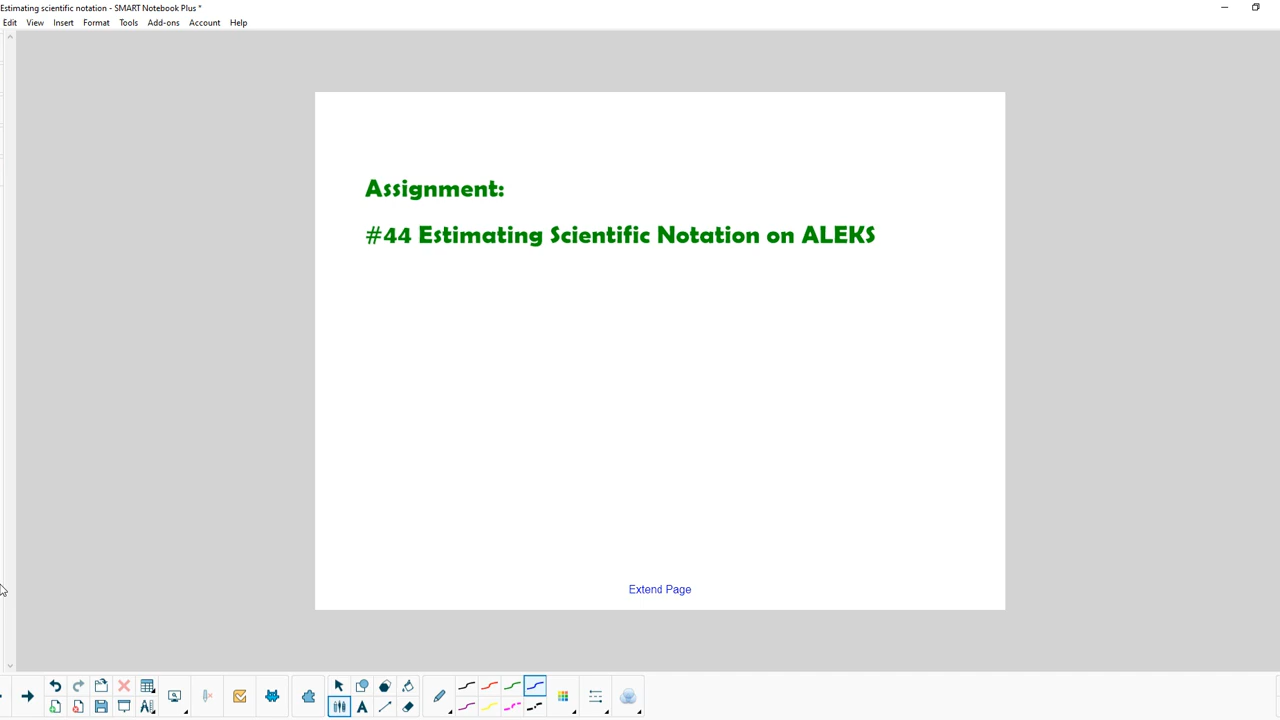 Estimating scientific notation - SMART Notebook Plus *
Edit View Insert Format Tools Add-ons Account Help
Assignment:
#44 Estimating Scientific Notation on ALEKS
Extend Page